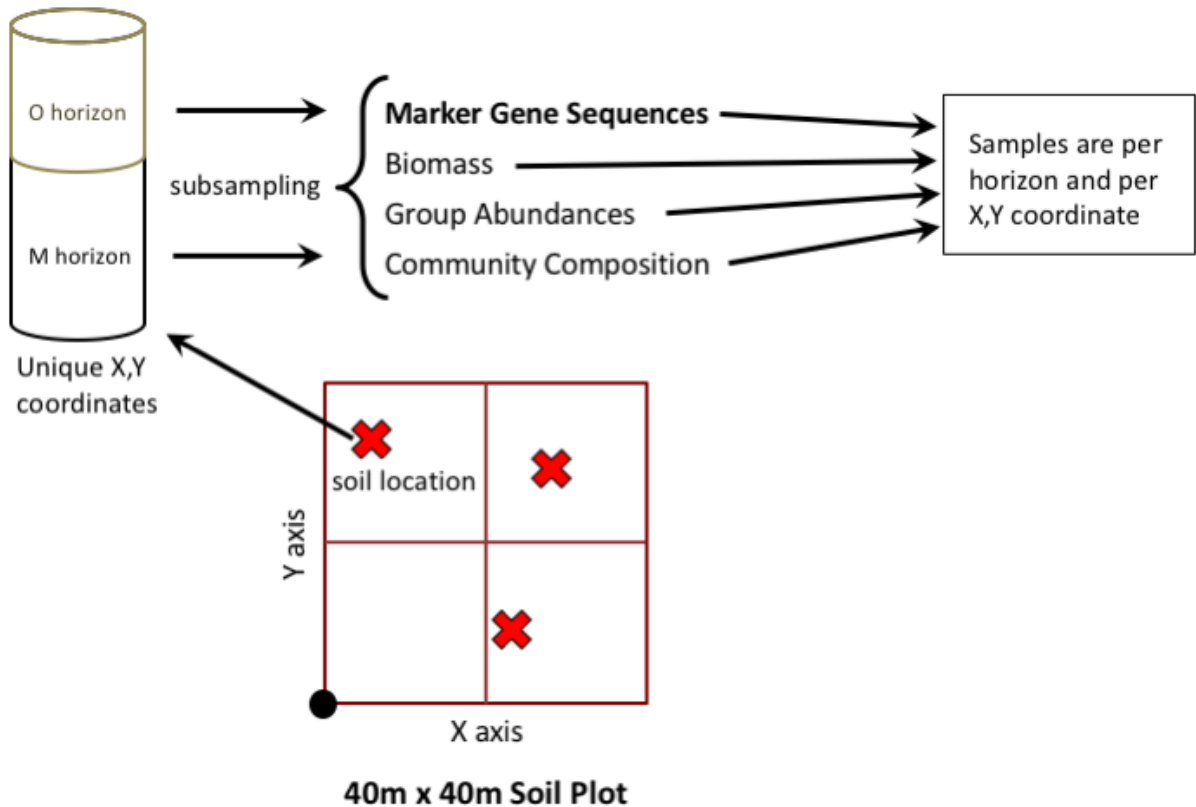 O horizon
M horizon
Unique X,Y
coordinates
subsampling
Marker Gene Sequences
Biomass
Group Abundances
Community Composition
Samples are per
horizon and per
X,Y coordinate
soil location
Y axis
X axis
40m x 40m Soil Plot